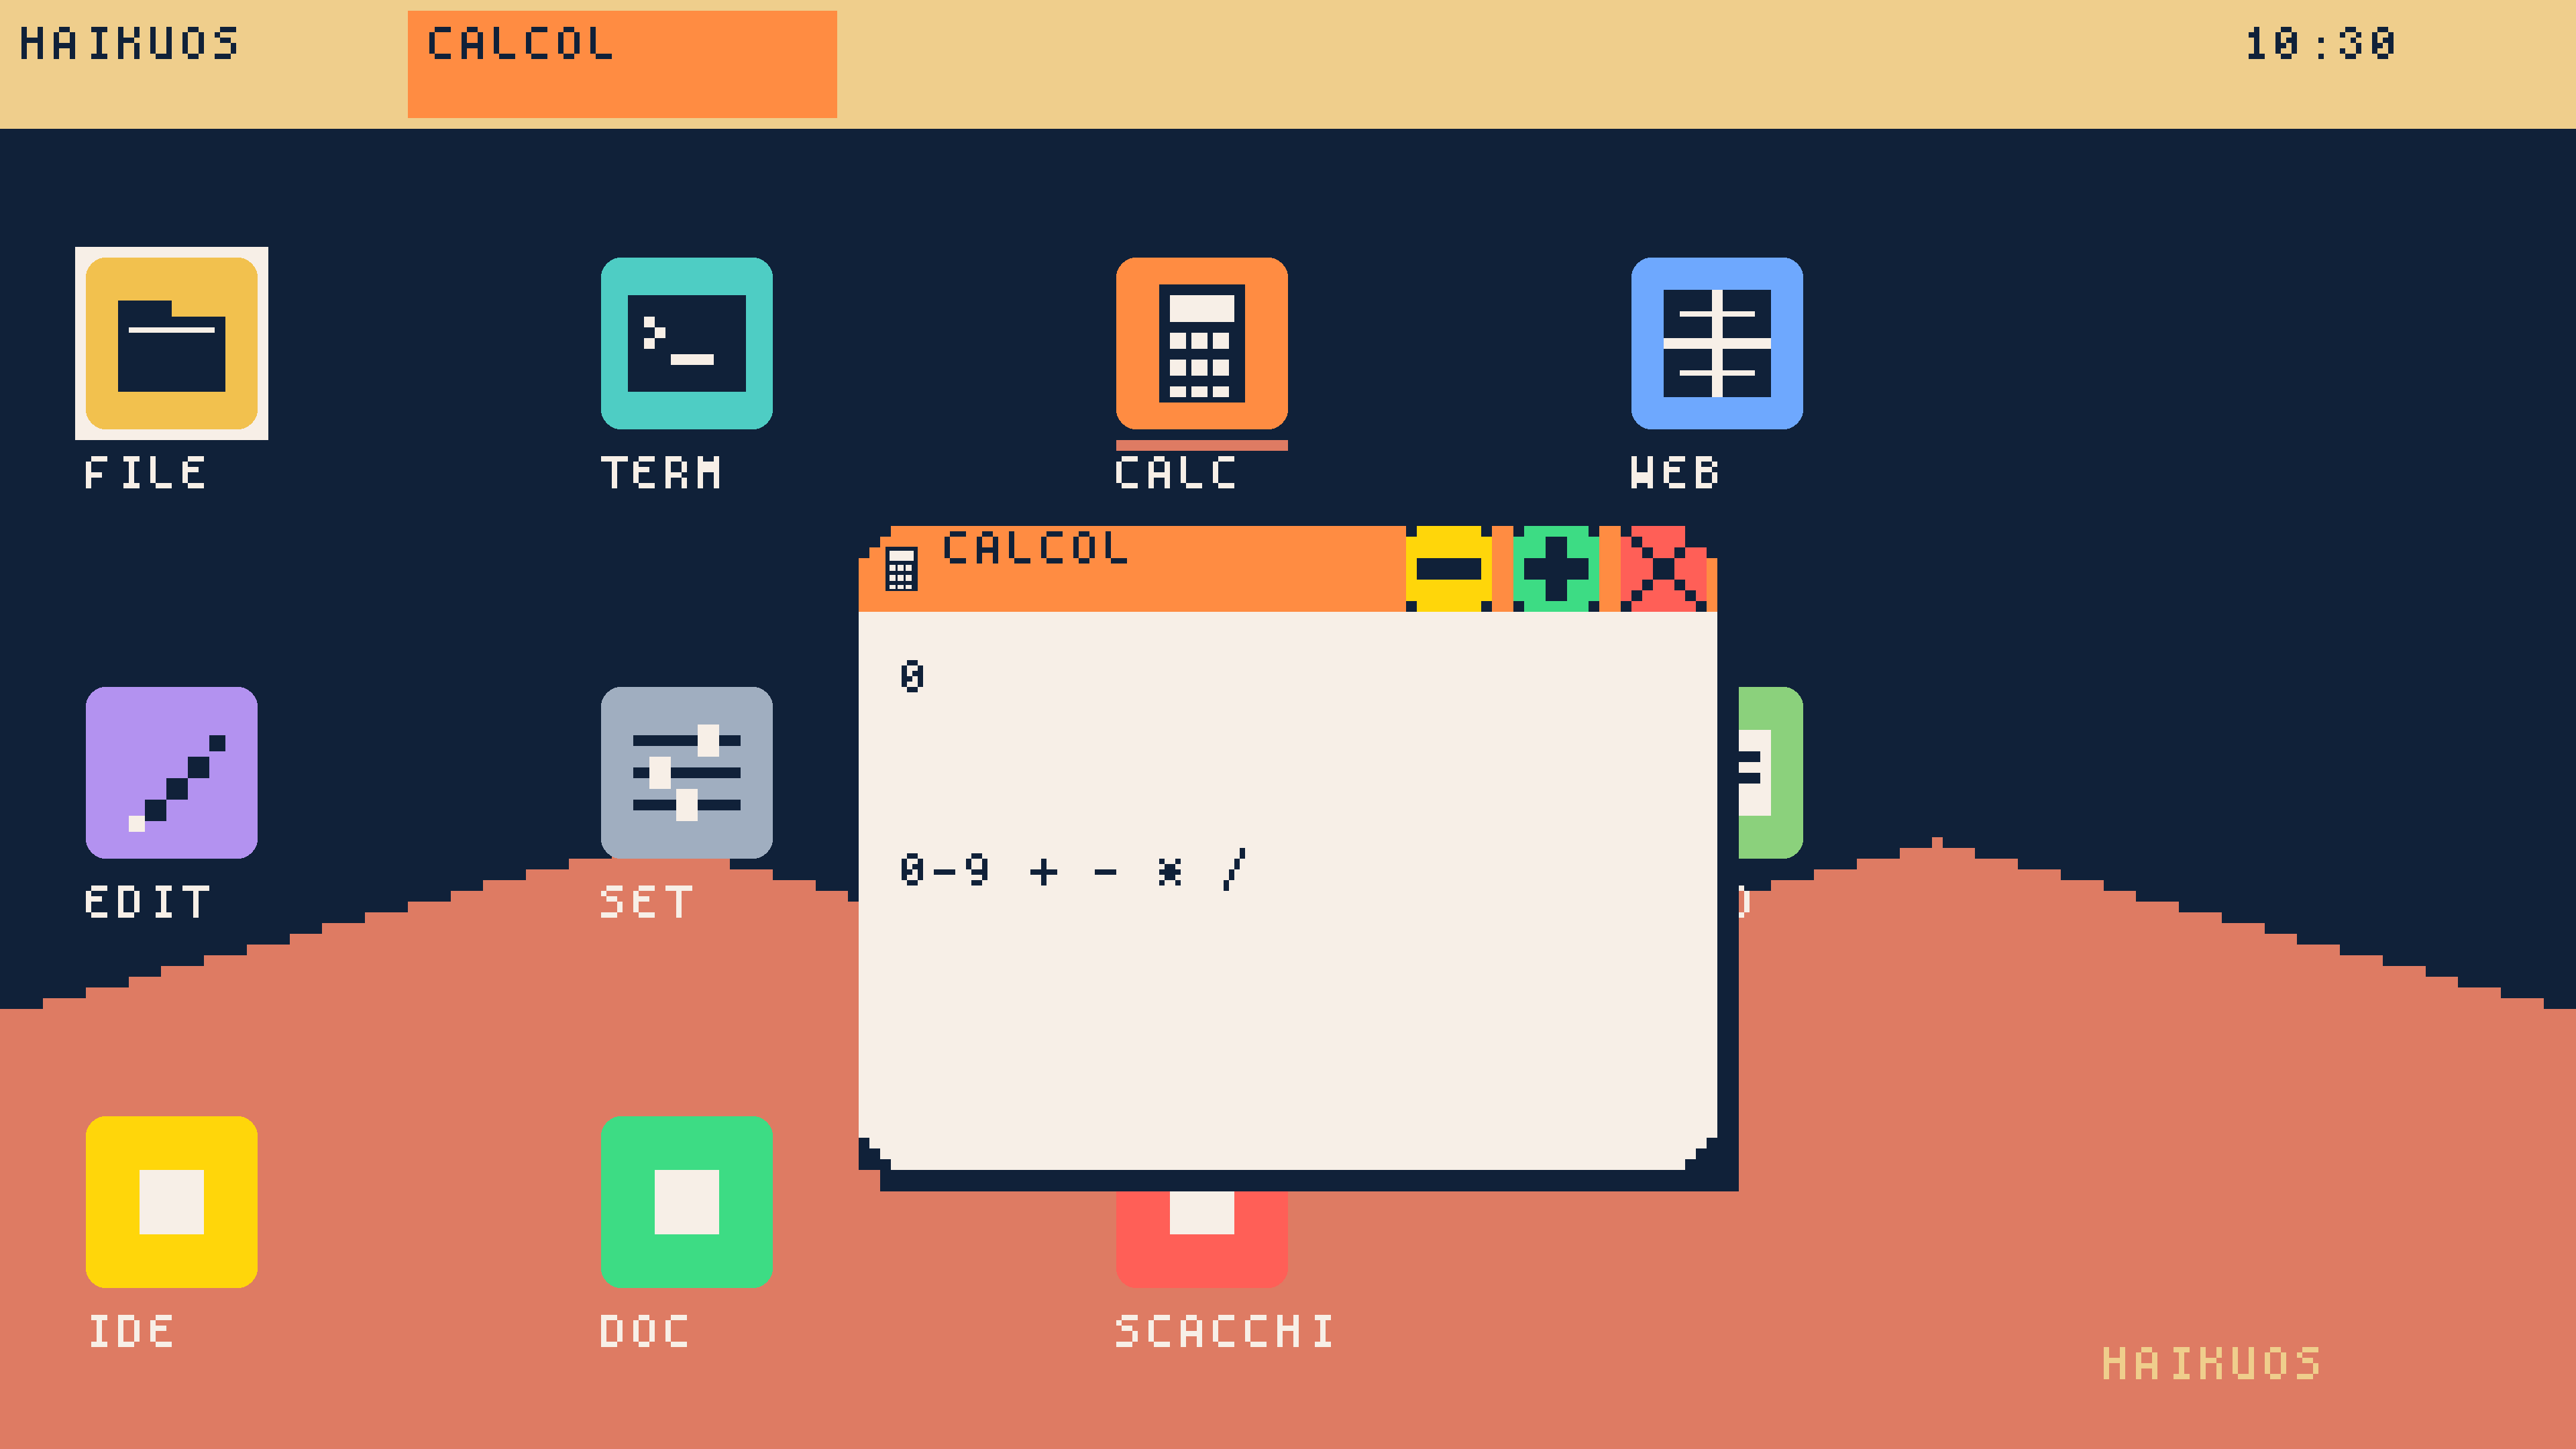 HAIKUOS CALCOL 10:30
FILE TERM CALC WEB
CALCOL
0
0-9 + - * /
EDIT SET
IDE DOC SCACCHI
HAIKUOS